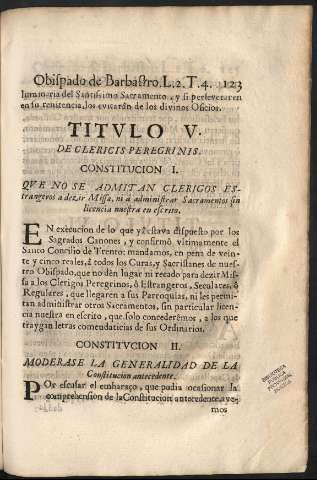 Obispado de Barbastro L. 2. T. 4. 123
luminaria del Santissimo Sacramento, y si perseveraren
en su renitencia, los evitarán de los divinos Oficios.
TITVLO V.
DE CLERICIS PEREGRINIS.
CONSTITUCION I.
QVE NO SE ADMITAN CLERIGOS ES-
trangeros a dezir Missa, ni à administrar Sacramentos sin
licencia nuestra en escrito.
EN execucion de lo que yà estava dispuesto por los
Sagrados Canones, y confirmò vltimamente el
Santo Concilio de Trento: mandamos, en pena de vein-
te y cinco reales, à todos los Curas, y Sacristanes de nues-
tro Obispado, que no dèn lugar ni recado para dezir Mis-
sa a los Clerigos Peregrinos, ò Estrangeros, Seculares, ò
Regulares, que llegaren a sus Parroquias, ni les permi-
tan administrar otros Sacramentos, sin particular licen-
cia nuestra en escrito, que solo concederèmos, a los que
traygan letras comendaticias de sus Ordinarios.
CONSTITVCION II.
MODERASE LA GENERALIDAD DE LA
Constitucion antecedente.
POr escusar el embaraço, que podia ocasionar la
comprehension de la Constitucion antecedente, ave-
mos
BIBLIOTECA
PUBLICA
PROVINCIAL
HUESCA